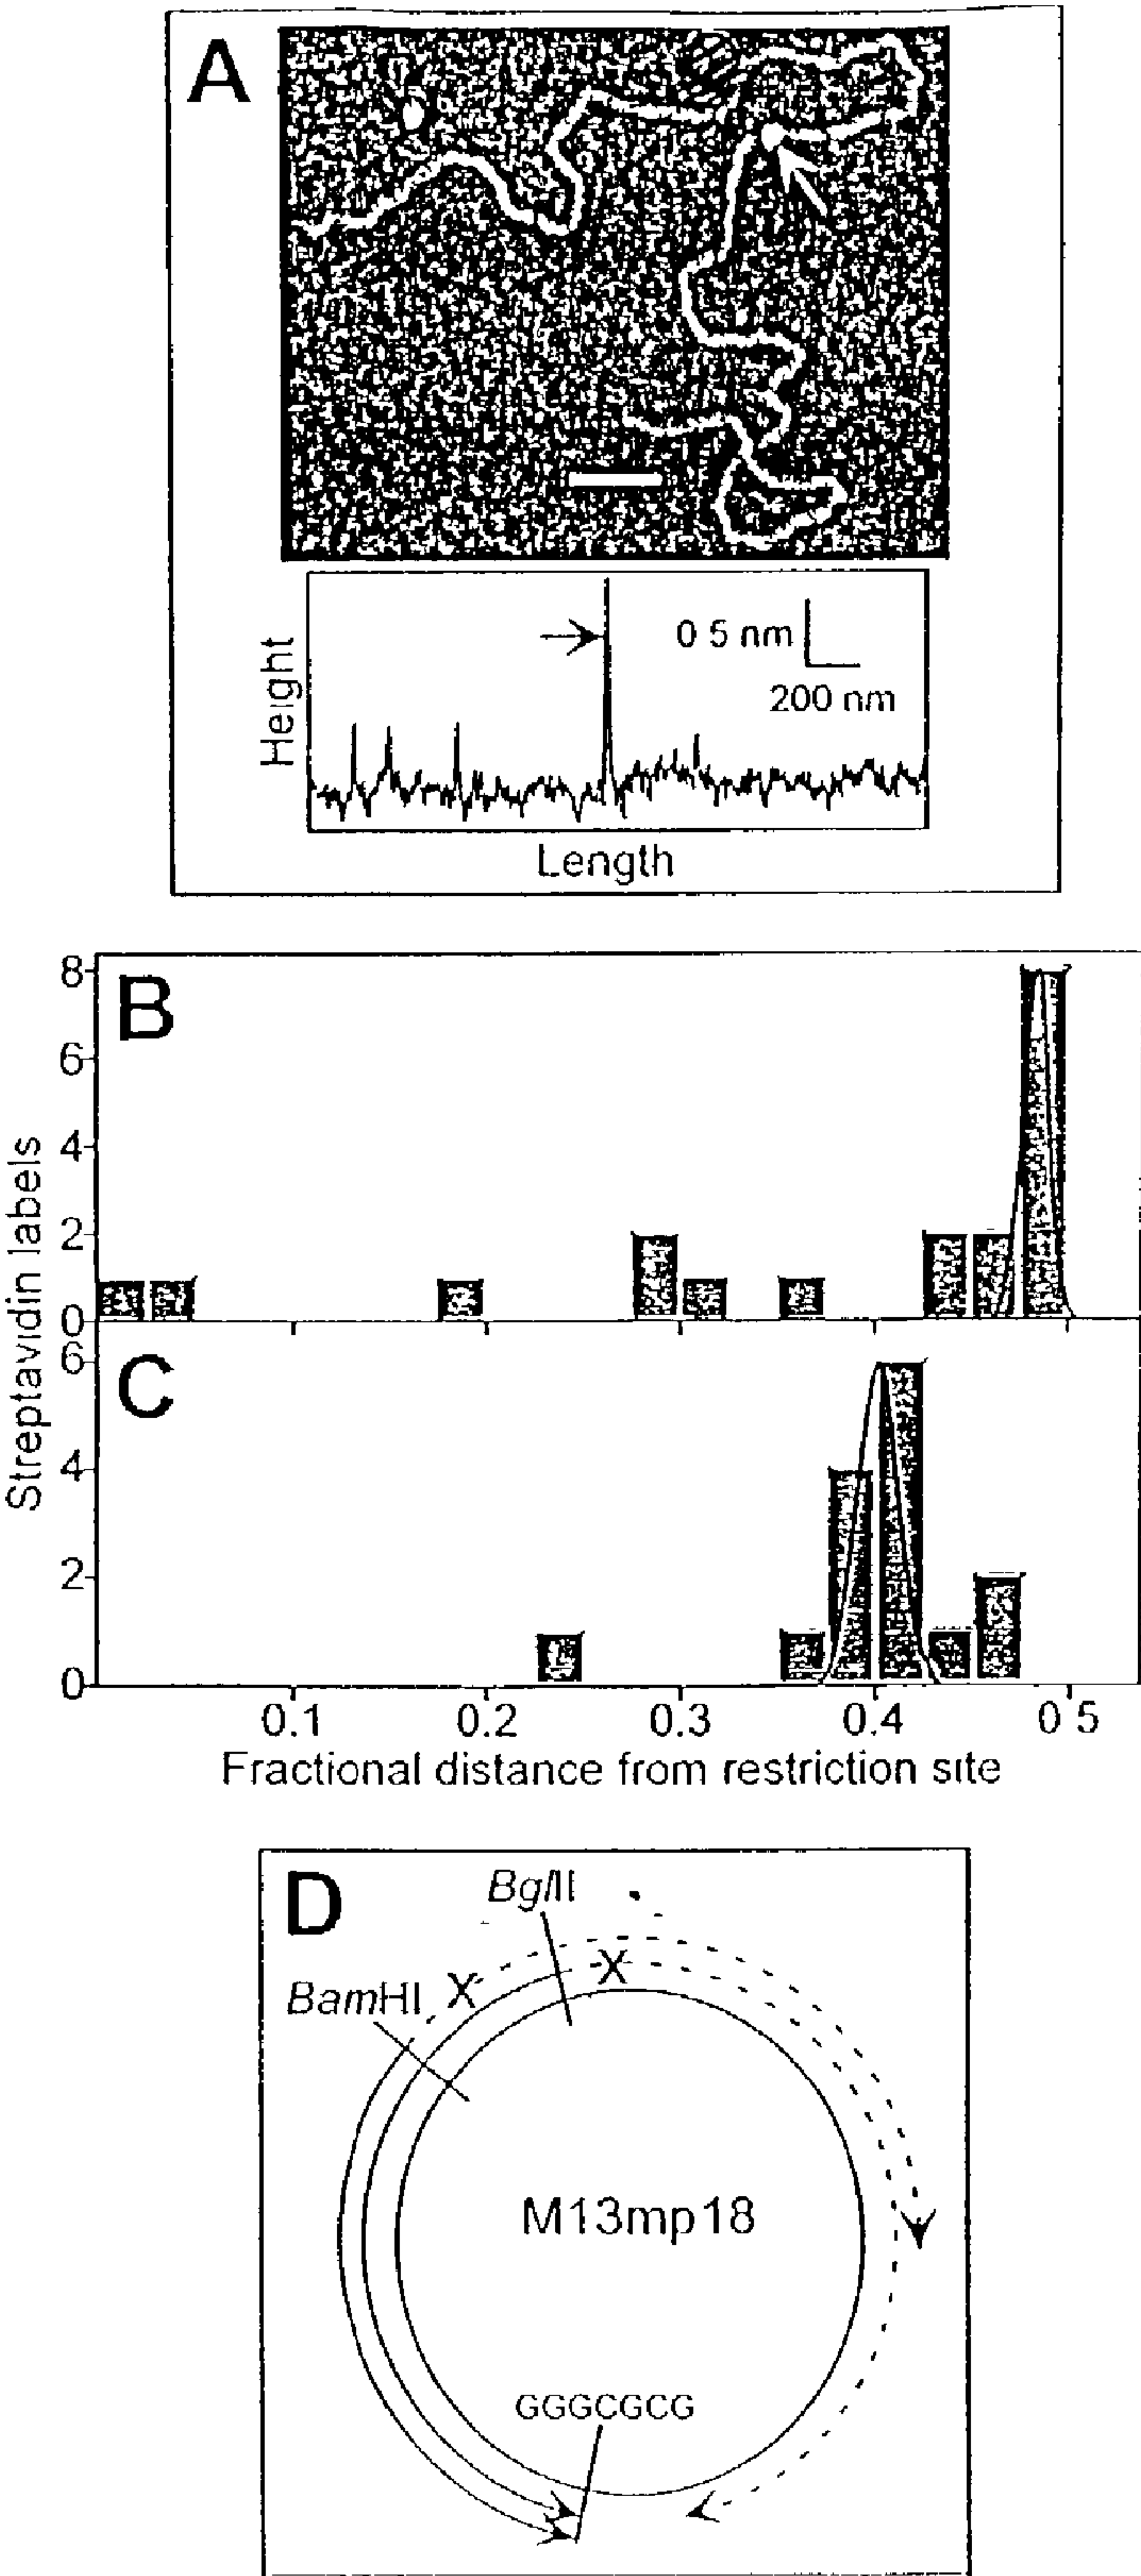 A
Height
0 5 nm
200 nm
Length
B
8
6
4
2
0
Streptavidin labels
C
6
4
2
0
0.1 0.2 0.3 0.4 0 5
Fractional distance from restriction site
D
BglII
X
X
BamHI
M13mp18
GGGCGCG